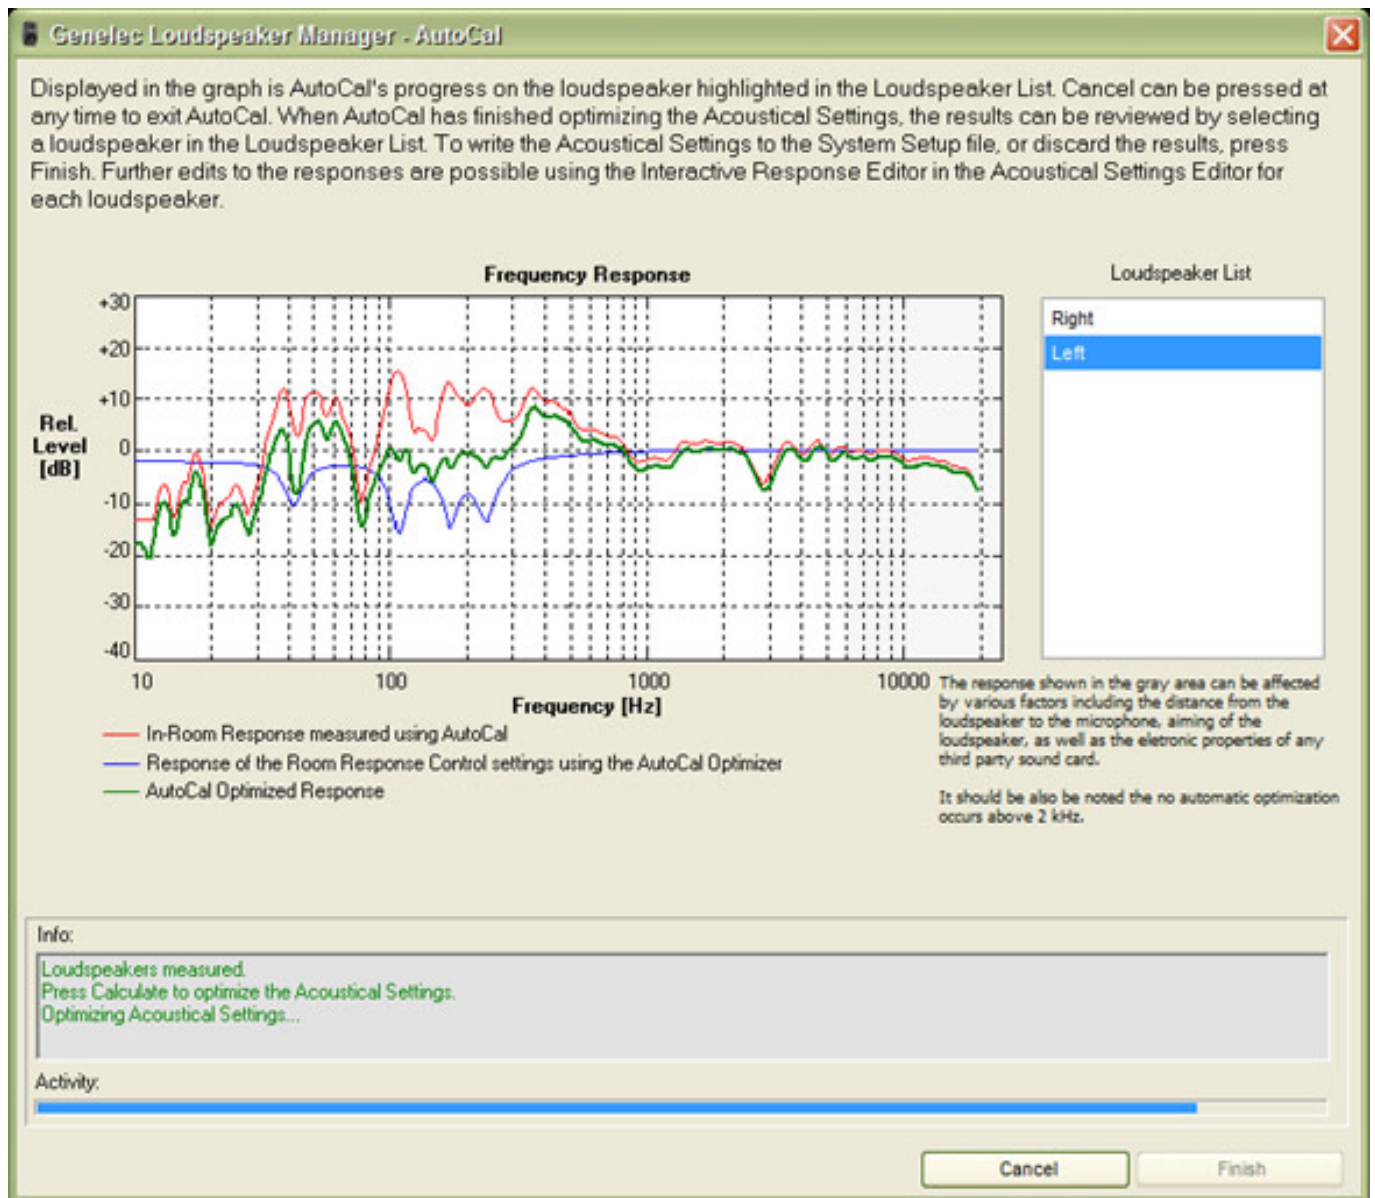 Genelec Loudspeaker Manager - AutoCal
Displayed in the graph is AutoCal's progress on the loudspeaker highlighted in the Loudspeaker List. Cancel can be pressed at
any time to exit AutoCal. When AutoCal has finished optimizing the Acoustical Settings, the results can be reviewed by selecting
a loudspeaker in the Loudspeaker List. To write the Acoustical Settings to the System Setup file, or discard the results, press
Finish. Further edits to the responses are possible using the Interactive Response Editor in the Acoustical Settings Editor for
each loudspeaker.
Frequency Response
Loudspeaker List
Right
Left
+30
+20
+10
0
-10
-20
-30
-40
Rel.
Level
[dB]
10
100
1000
10000
Frequency [Hz]
In-Room Response measured using AutoCal
Response of the Room Response Control settings using the AutoCal Optimizer
AutoCal Optimized Response
The response shown in the gray area can be affected
by various factors including the distance from the
loudspeaker to the microphone, aiming of the
loudspeaker, as well as the eletronic properties of any
third party sound card.
It should be also be noted the no automatic optimization
occurs above 2 kHz.
Info:
Loudspeakers measured.
Press Calculate to optimize the Acoustical Settings.
Optimizing Acoustical Settings...
Activity:
Cancel
Finish